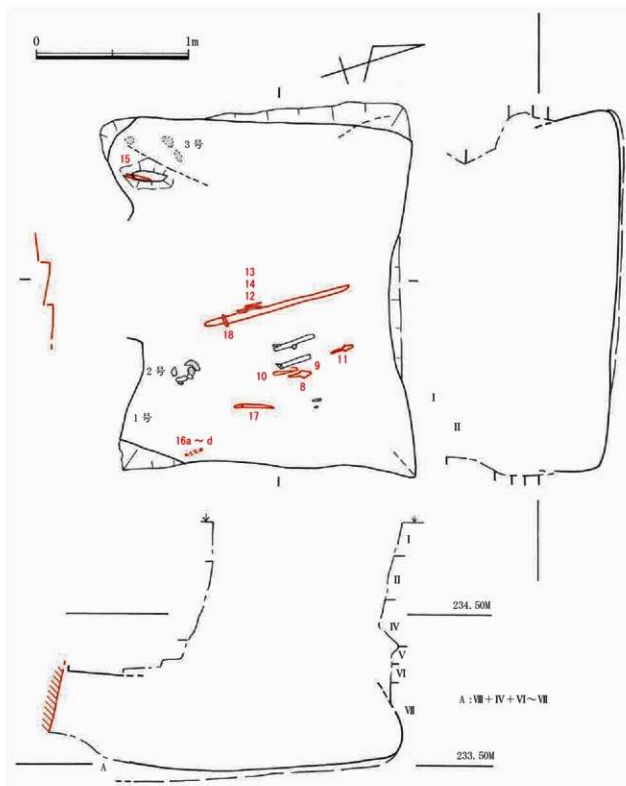 0 1m
3号
15
13
14
12
18
11
9
10
8
2号
17
1号
16a~d
I
II
I
II
IV
234.50M
V
VI
A:Ⅷ+Ⅳ+Ⅵ~Ⅶ
VII
A
233.50M